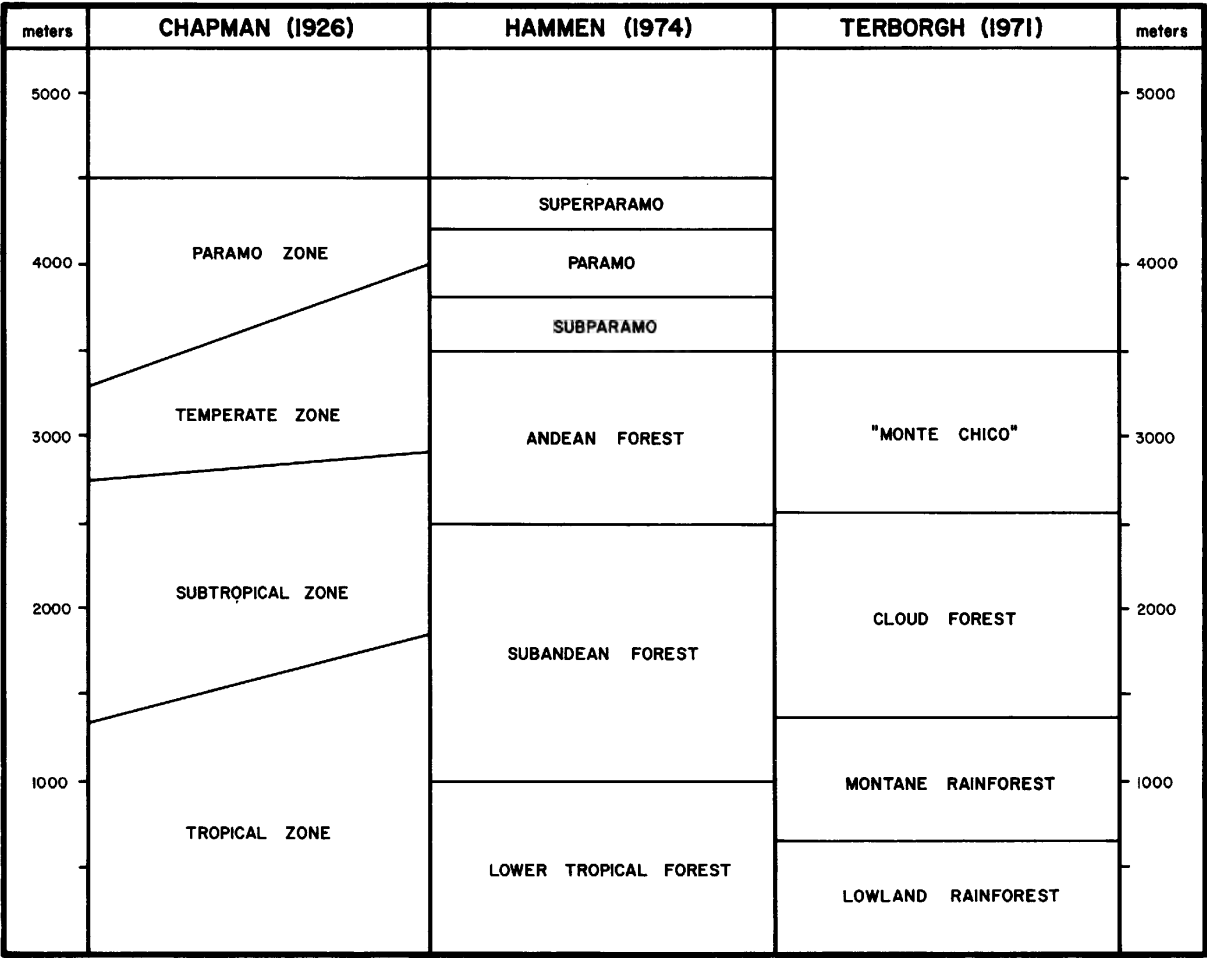 meters
CHAPMAN (1926)
HAMMEN (1974)
TERBORGH (1971)
meters
5000
5000
SUPERPARAMO
PARAMO ZONE
4000
PARAMO
4000
SUBPARAMO
TEMPERATE ZONE
3000
ANDEAN FOREST
"MONTE CHICO"
3000
SUBTROPICAL ZONE
2000
CLOUD FOREST
2000
SUBANDEAN FOREST
1000
MONTANE RAINFOREST
1000
TROPICAL ZONE
LOWER TROPICAL FOREST
LOWLAND RAINFOREST